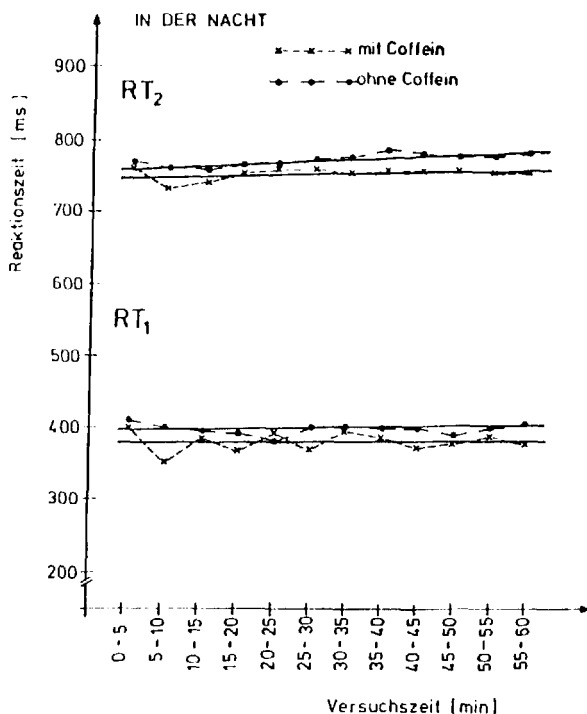 IN DER NACHT
mit Coffein
ohne Coffein
RT2
RT1
Reaktionszeit [ms]
900
800
700
600
500
400
300
200
0 - 5
5 - 10
10 - 15
15 - 20
20 - 25
25 - 30
30 - 35
35 - 40
40 - 45
45 - 50
50 - 55
55 - 60
Versuchszeit [min]